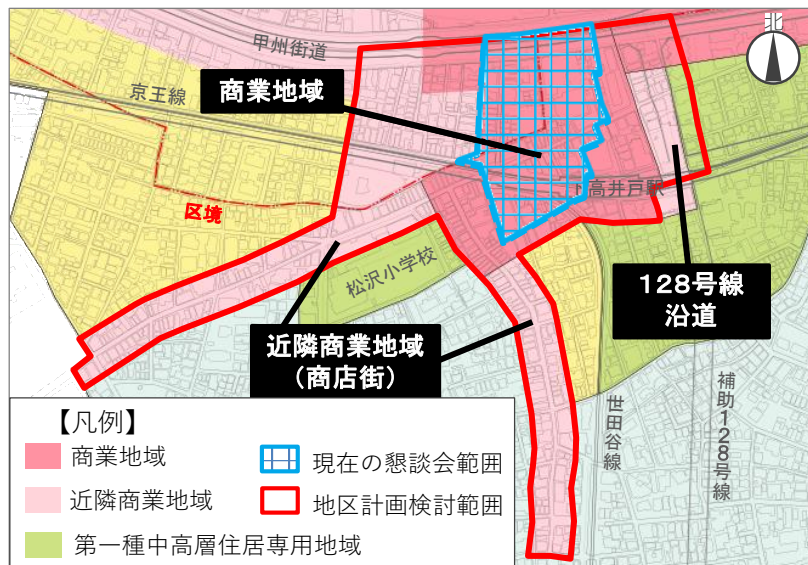 北
甲州街道
京王線
商業地域
下高井戸駅
区境
松沢小学校
128号線
沿道
近隣商業地域
(商店街)
世田谷線
補助128号線
【凡例】
商業地域
現在の懇談会範囲
近隣商業地域
地区計画検討範囲
第一種中高層住居専用地域